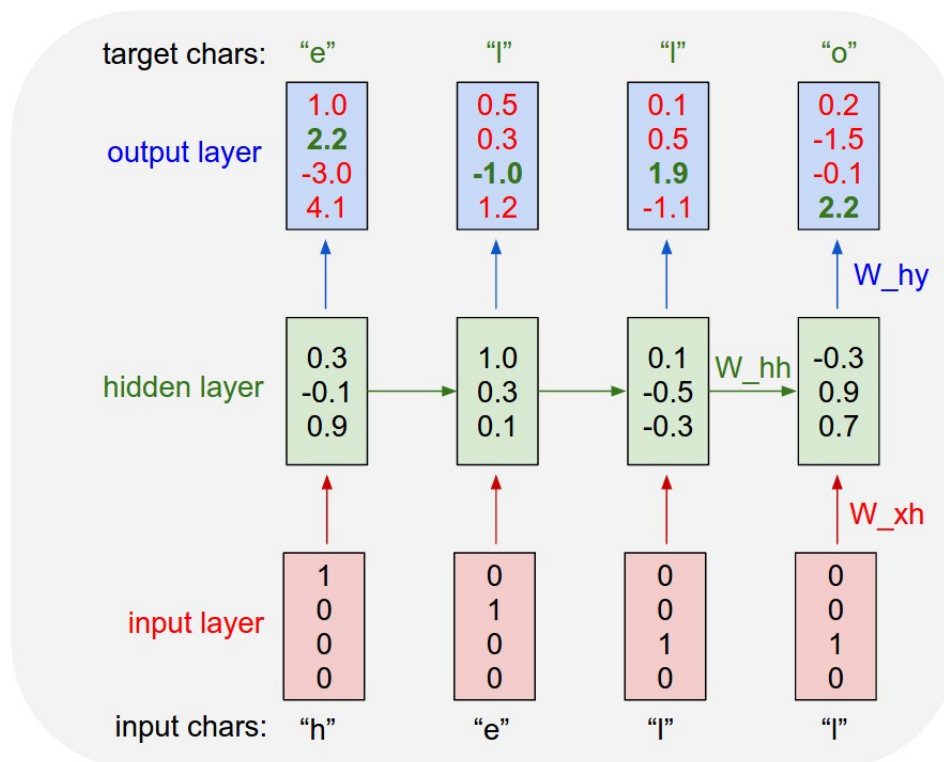 target chars: “e” “l” “l” “o”
1.0 0.5 0.1 0.2
2.2 0.3 0.5 -1.5
output layer
-3.0 -1.0 1.9 -0.1
4.1 1.2 -1.1 2.2
W_hy
0.3 1.0 0.1 -0.3
W_hh
hidden layer -0.1 0.3 -0.5 0.9
0.9 0.1 -0.3 0.7
W_xh
1 0 0 0
0 1 0 0
input layer
0 0 1 1
0 0 0 0
input chars: “h” “e” “l” “l”